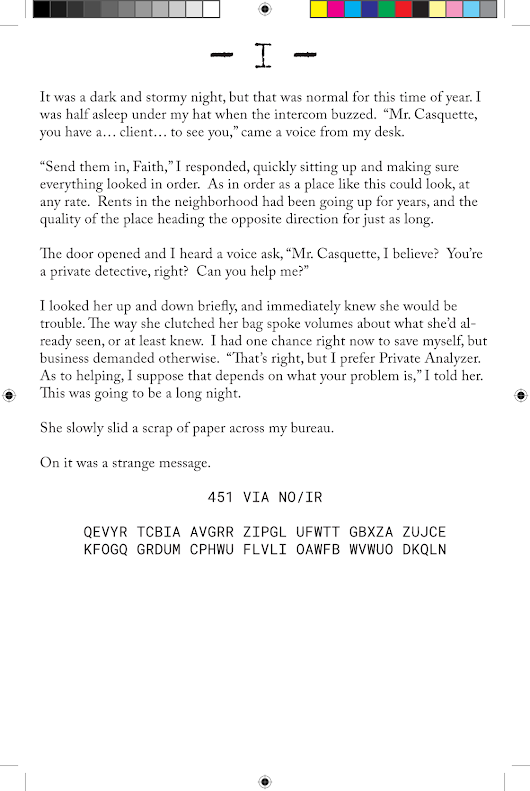 - I -
It was a dark and stormy night, but that was normal for this time of year. I
was half asleep under my hat when the intercom buzzed.  “Mr. Casquette,
you have a… client… to see you,” came a voice from my desk.
“Send them in, Faith,” I responded, quickly sitting up and making sure
everything looked in order.  As in order as a place like this could look, at
any rate.  Rents in the neighborhood had been going up for years, and the
quality of the place heading the opposite direction for just as long.
The door opened and I heard a voice ask, “Mr. Casquette, I believe?  You’re
a private detective, right?  Can you help me?”
I looked her up and down briefly, and immediately knew she would be
trouble. The way she clutched her bag spoke volumes about what she’d al-
ready seen, or at least knew.  I had one chance right now to save myself, but
business demanded otherwise.  “That’s right, but I prefer Private Analyzer.
As to helping, I suppose that depends on what your problem is,” I told her.
This was going to be a long night.
She slowly slid a scrap of paper across my bureau.
On it was a strange message.
451 VIA NO/IR
QEVYR TCBIA AVGRR ZIPGL UFWTT GBXZA ZUJCE
KFOGQ GRDUM CPHWU FLVLI OAWFB WVWUO DKQLN